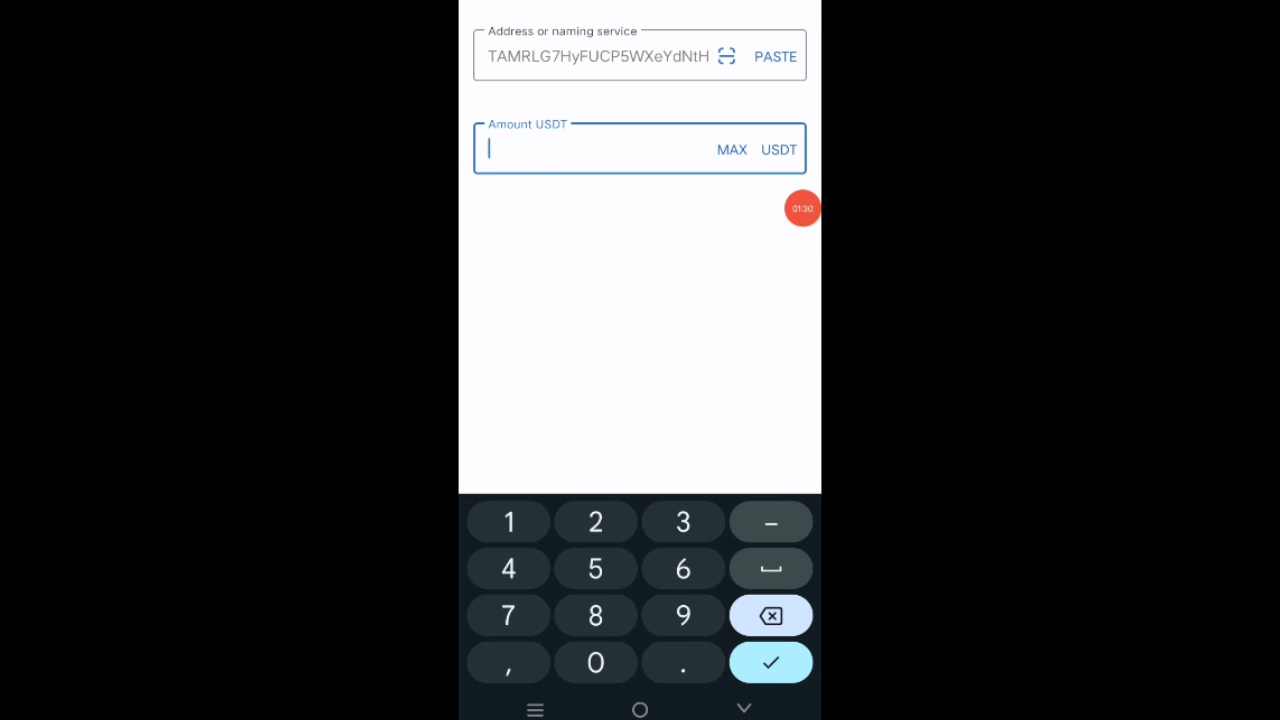 Address or naming service
TAMRLG7HyFUCP5WXeYdNtH PASTE
Amount USDT
MAX USDT
01:30
1 2 3 –
4 5 6
7 8 9
, 0 .